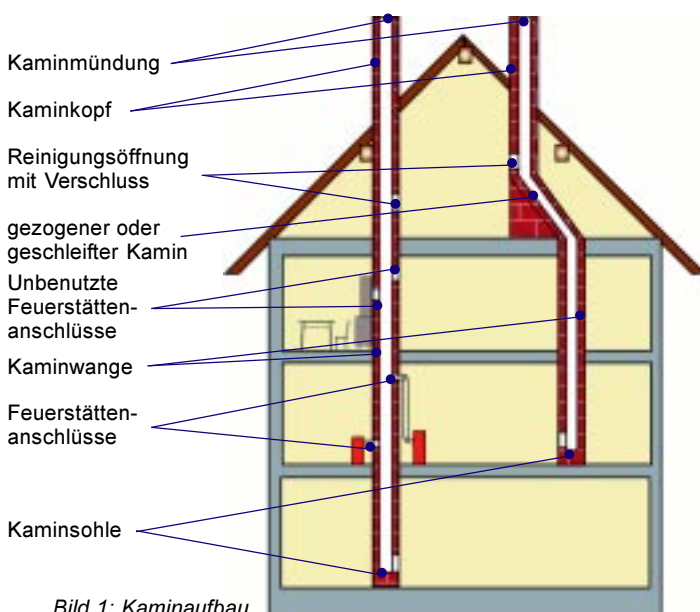 Kaminmündung
Kaminkopf
Reinigungsöffnung
mit Verschluss
gezogener oder
geschleifter Kamin
Unbenutzte
Feuerstätten-
anschlüsse
Kaminwange
Feuerstätten-
anschlüsse
Kaminsohle
Bild 1: Kaminaufbau